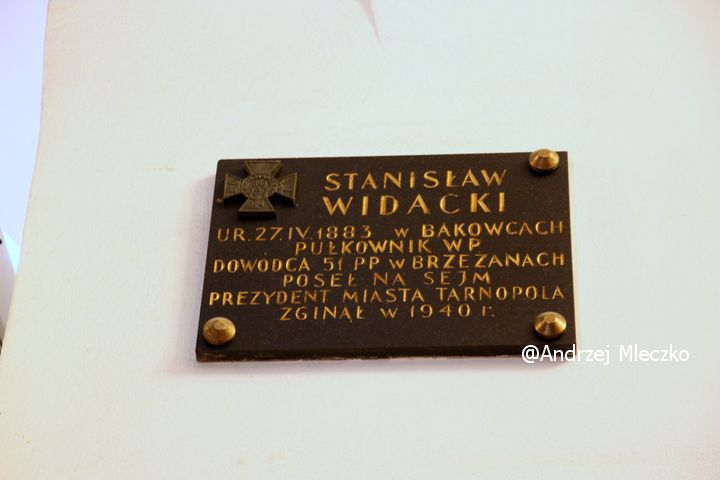 STANISŁAW
WIDACKI
UR. 27.IV.1883 w BAKOWCACH
PUŁKOWNIK WP
DOWÓDCA 51 PP w BRZEŻANACH
POSEŁ NA SEJM
PREZYDENT MIASTA TARNOPOLA
ZGINĄŁ w 1940 r.
@Andrzej Mleczko